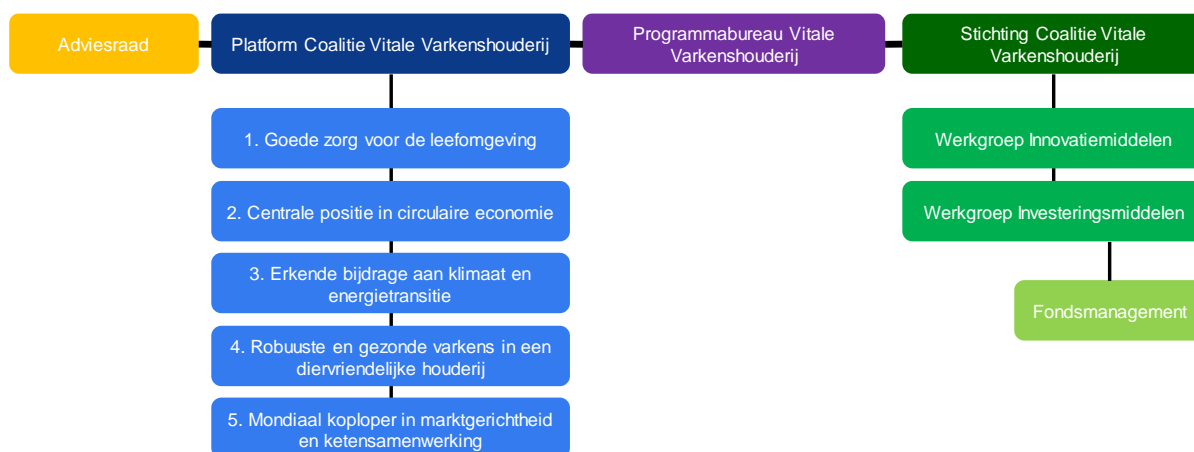 Adviesraad
Platform Coalitie Vitale Varkenshouderij
Programmabureau Vitale
Varkenshouderij
Stichting Coalitie Vitale
Varkenshouderij
1. Goede zorg voor de leefomgeving
2. Centrale positie in circulaire economie
3. Erkende bijdrage aan klimaat en
energietransitie
4. Robuuste en gezonde varkens in een
diervriendelijke houderij
5. Mondiaal koploper in marktgerichtheid
en ketensamenwerking
Werkgroep Innovatiemiddelen
Werkgroep Investeringsmiddelen
Fondsmanagement